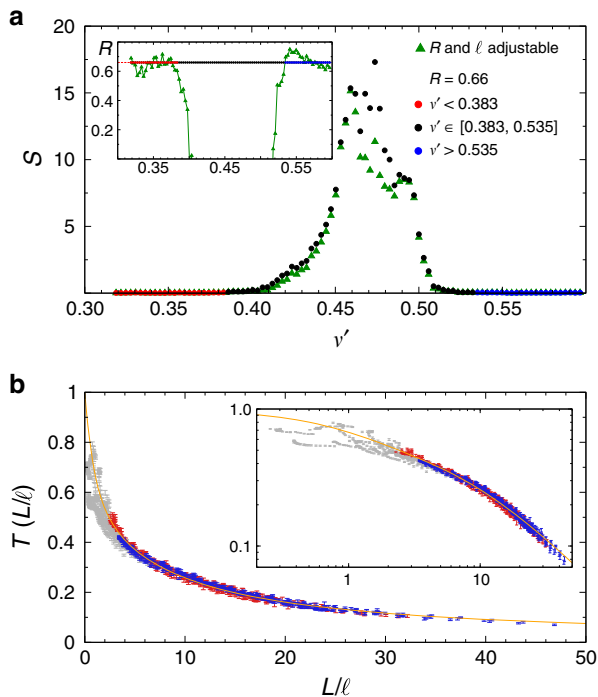 a
20
15
10
5
0
S
R
0.6
0.4
0.2
0.35
0.45
0.55
R and ℓ adjustable
R = 0.66
ν′ < 0.383
ν′ ∈ [0.383, 0.535]
ν′ > 0.535
0.30
0.35
0.40
0.45
0.50
0.55
ν′
b
1
0.8
0.6
0.4
0.2
0
T (L/ℓ)
1.0
0.1
1
10
0
10
20
30
40
50
L/ℓ